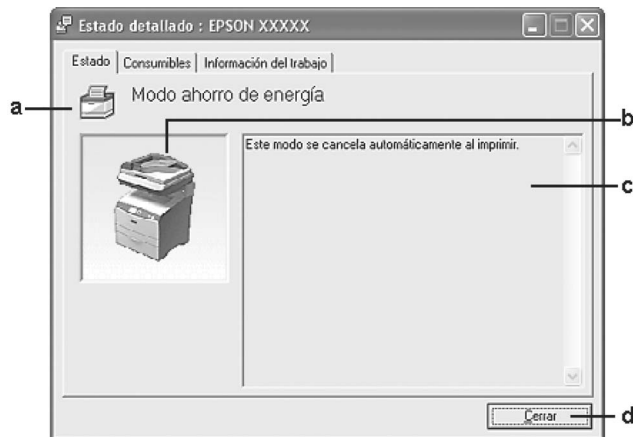 Estado detallado : EPSON XXXXX
Estado Consumibles Información del trabajo
a
Modo ahorro de energía
b
Este modo se cancela automáticamente al imprimir.
c
Cerrar
d